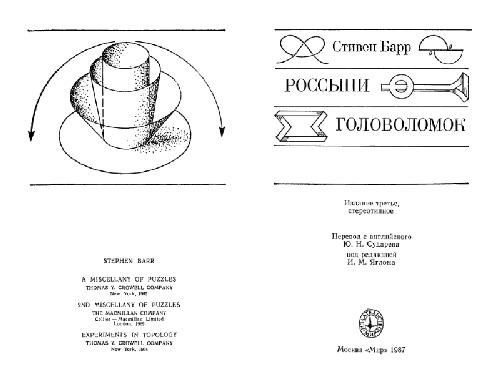 STEPHEN BARR
A MISCELLANY OF PUZZLES
THOMAS Y. CROWELL COMPANY
New York, 1965
2ND MISCELLANY OF PUZZLES
THE MACMILLAN COMPANY
Collier — Macmillan Limited
London, 1969
EXPERIMENTS IN TOPOLOGY
THOMAS Y. CROWELL COMPANY
New York,
Стивен Барр
РОССЫПИ
ГОЛОВОЛОМОК
Издание третье,
стереотипное
Перевод с английского
Ю. Н. Сударева
под редакцией
И. М. Яглома
Москва «Мир» 1987